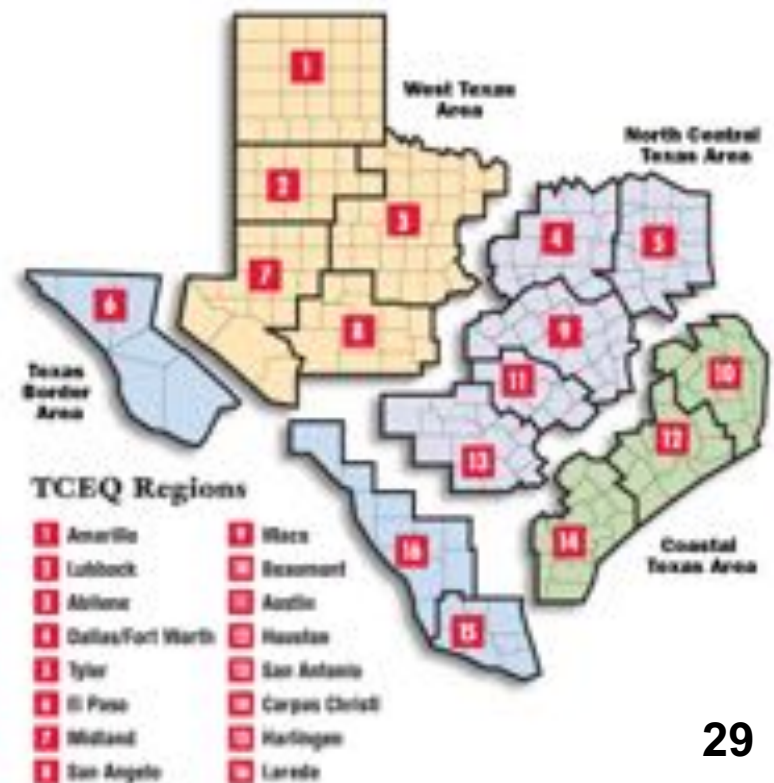 1
West Texas
Area
North Central
Texas Area
2
3
4
5
7
6
8
9
Texas
Border
Area
10
11
12
13
TCEQ Regions
16
14
Coastal
Texas Area
15
1 Amarillo
2 Lubbock
3 Abilene
4 Dallas/Fort Worth
5 Tyler
6 El Paso
7 Midland
8 San Angelo
9 Waco
10 Beaumont
11 Austin
12 Houston
13 San Antonio
14 Corpus Christi
15 Harlingen
16 Laredo
29